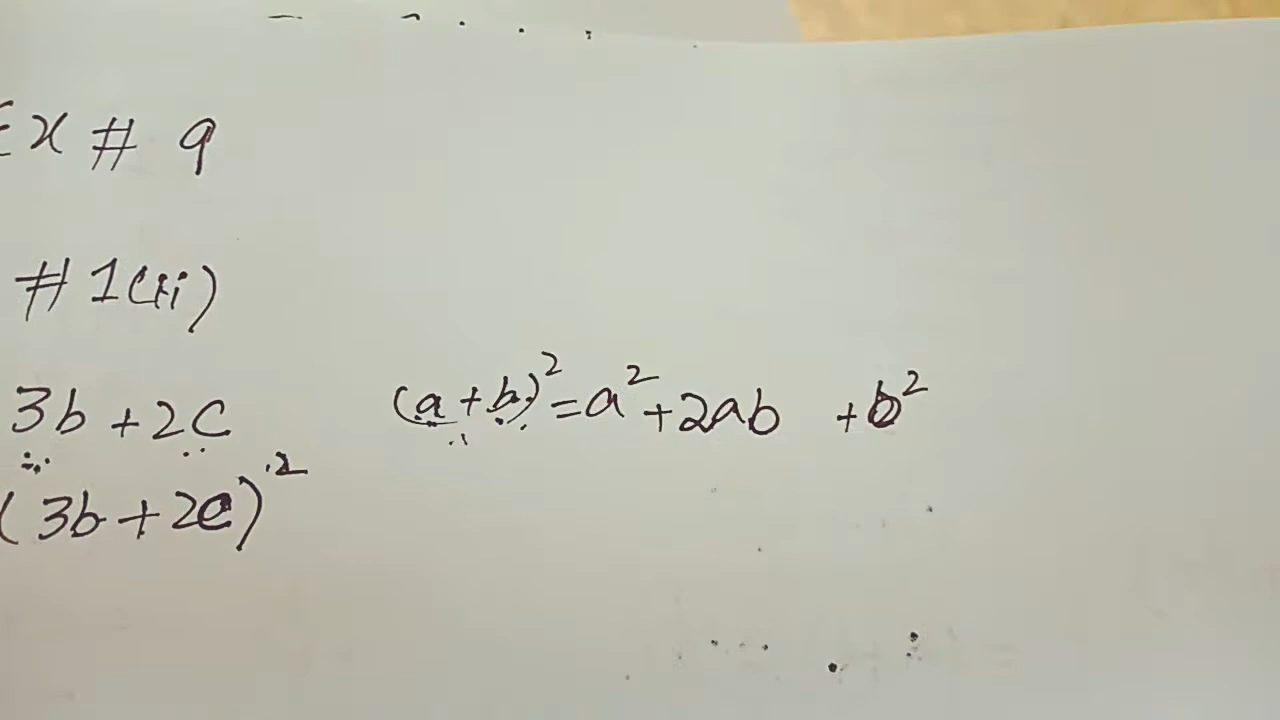 Ex # 9
# 1(ii)
3b + 2c
(a + b)² = a² + 2ab + b²
(3b + 2c)²